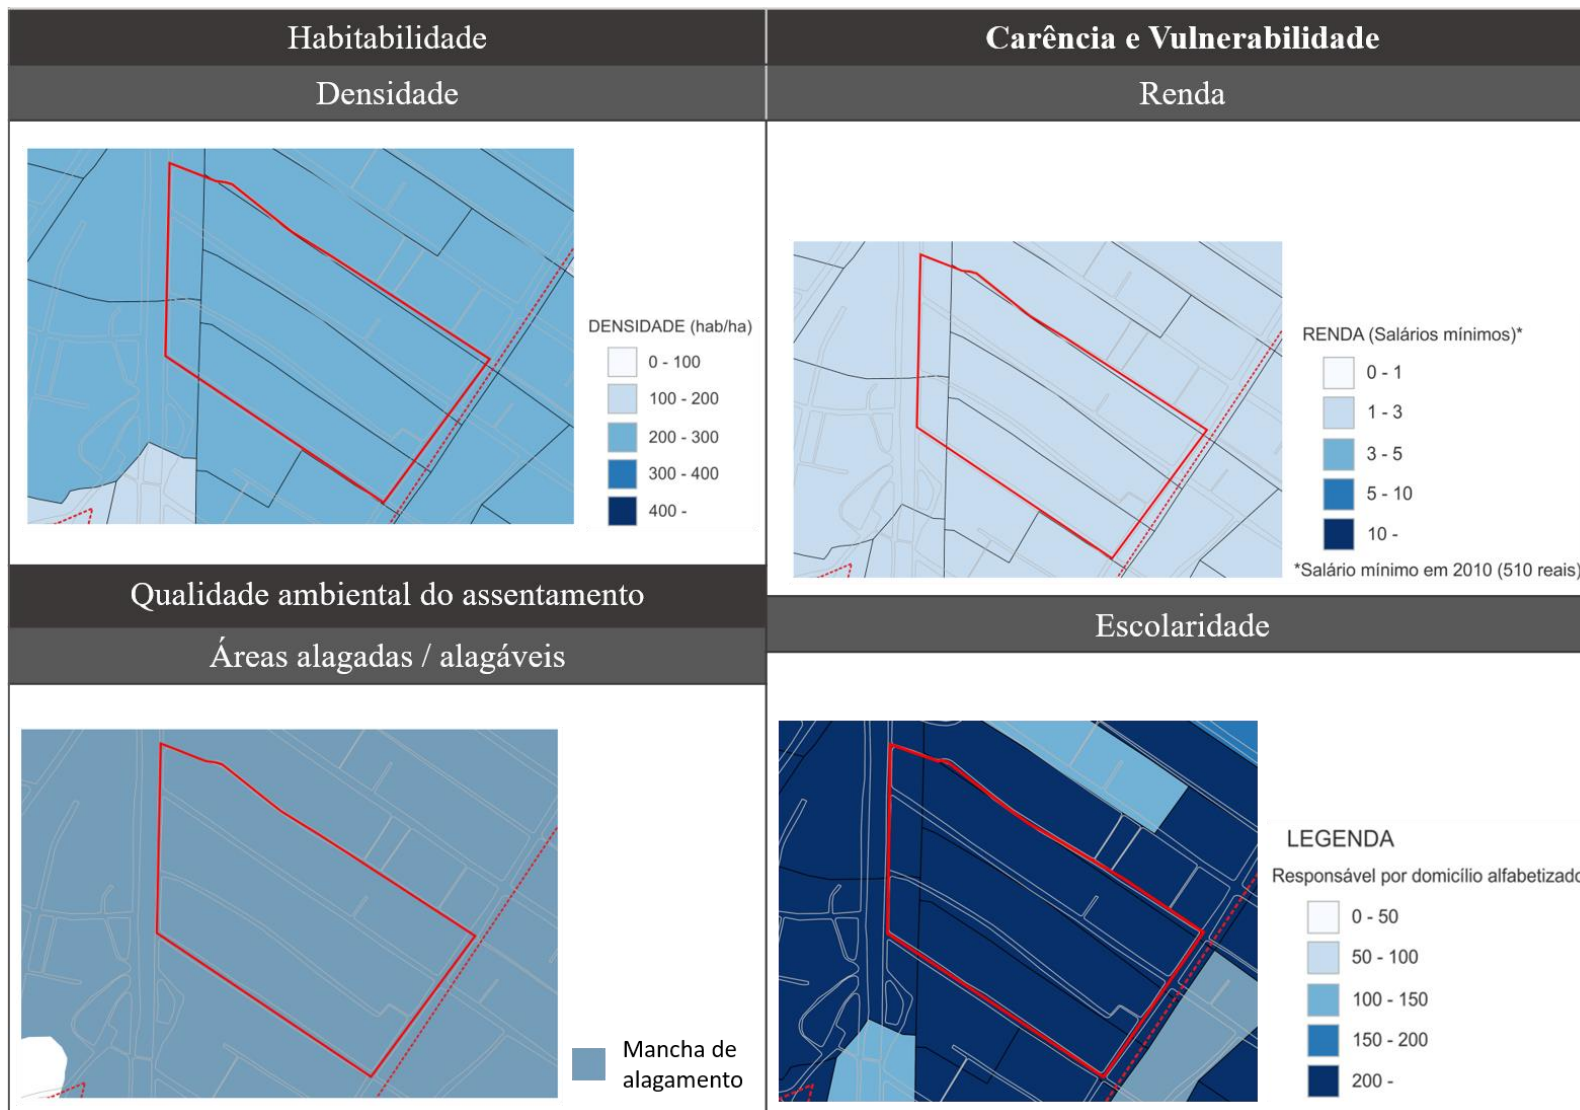 Habitabilidade
Densidade
DENSIDADE (hab/ha)
0 - 100
100 - 200
200 - 300
300 - 400
400 -
Qualidade ambiental do assentamento
Áreas alagadas / alagáveis
Mancha de
alagamento
Carência e Vulnerabilidade
Renda
RENDA (Salários mínimos)*
0 - 1
1 - 3
3 - 5
5 - 10
10 -
*Salário mínimo em 2010 (510 reais)
Escolaridade
LEGENDA
Responsável por domicílio alfabetizado
0 - 50
50 - 100
100 - 150
150 - 200
200 -